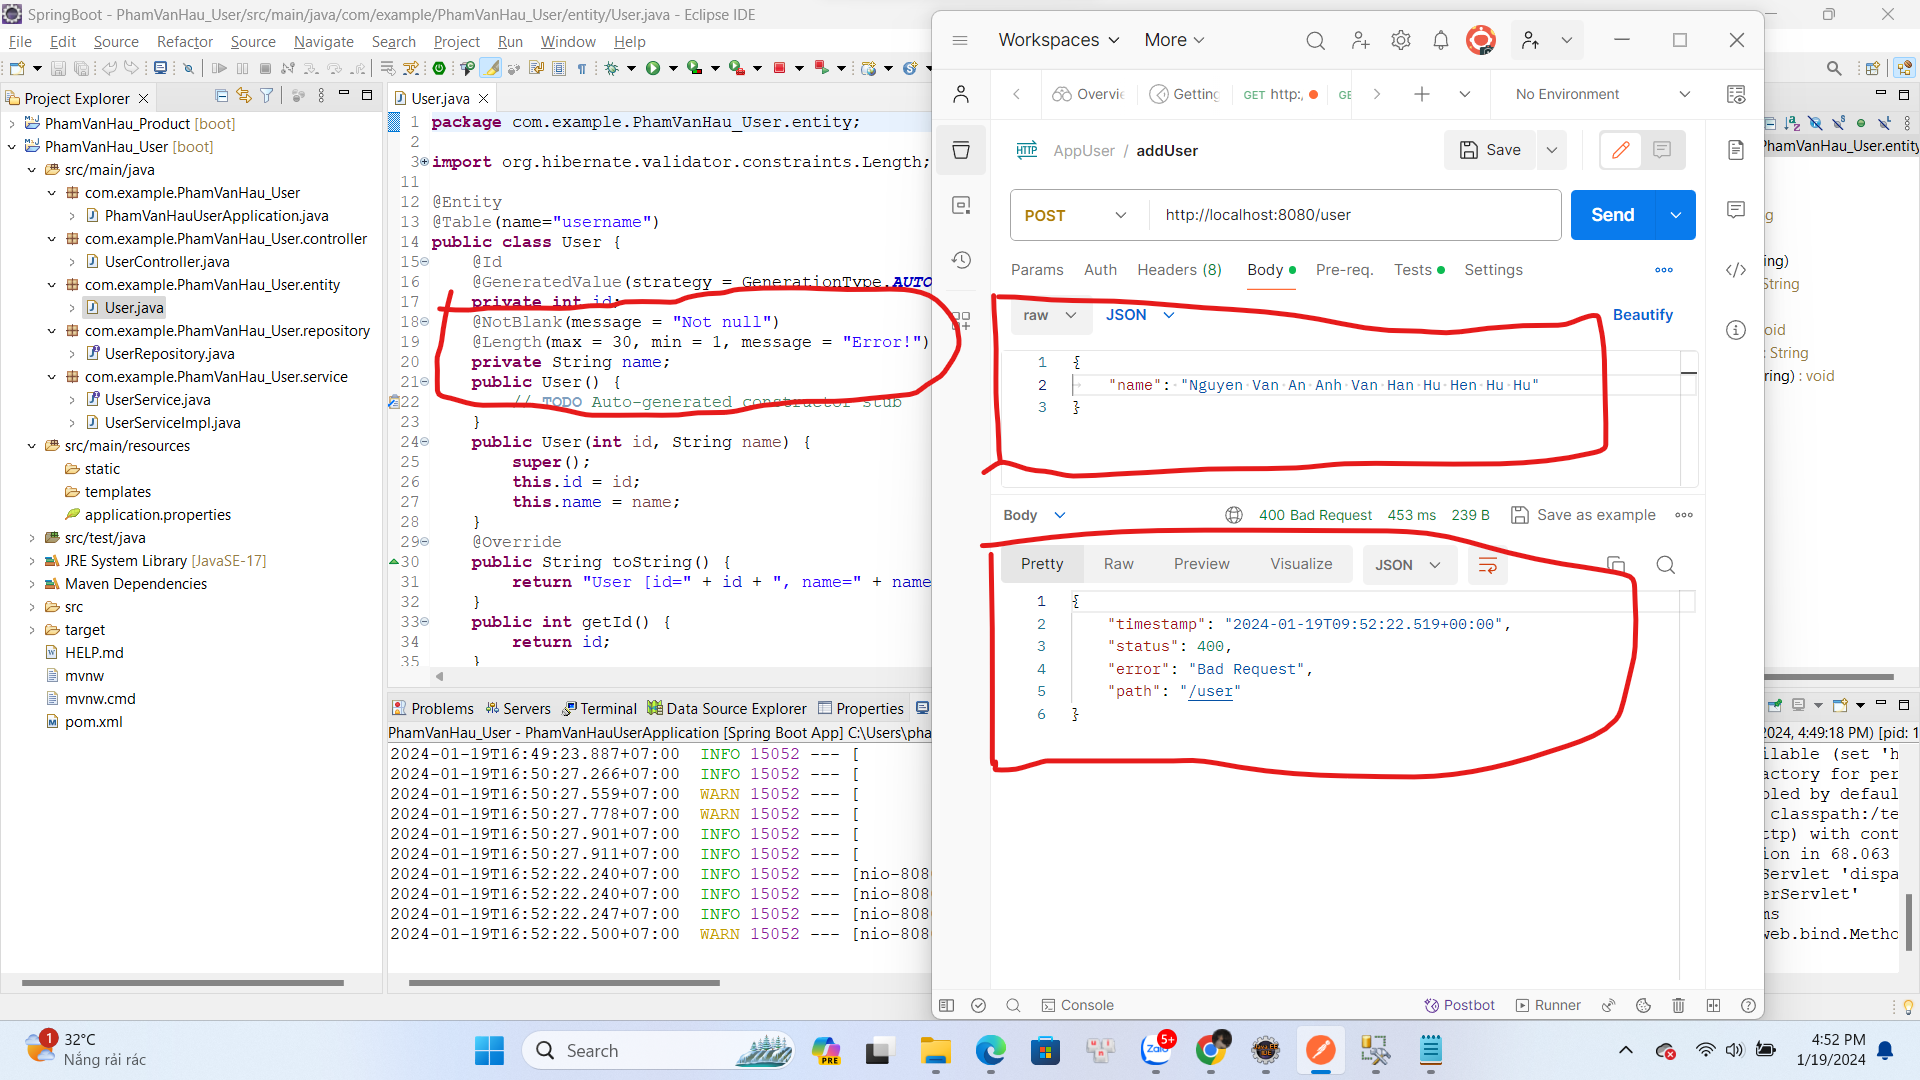 SpringBoot - PhamVanHau_User/src/main/java/com/example/PhamVanHau_User/entity/User.java - Eclipse IDE
File Edit Source Refactor Source Navigate Search Project Run Window Help
Project Explorer
PhamVanHau_Product [boot]
PhamVanHau_User [boot]
src/main/java
com.example.PhamVanHau_User
PhamVanHauUserApplication.java
com.example.PhamVanHau_User.controller
UserController.java
com.example.PhamVanHau_User.entity
User.java
com.example.PhamVanHau_User.repository
UserRepository.java
com.example.PhamVanHau_User.service
UserService.java
UserServiceImpl.java
src/main/resources
static
templates
application.properties
src/test/java
JRE System Library [JavaSE-17]
Maven Dependencies
src
target
HELP.md
mvnw
mvnw.cmd
pom.xml
User.java
1 package com.example.PhamVanHau_User.entity;
2
3 import org.hibernate.validator.constraints.Length;
11
12 @Entity
13 @Table(name="username")
14 public class User {
15 @Id
16 @GeneratedValue(strategy = GenerationType.AUTO
17 private int id;
18 @NotBlank(message = "Not null")
19 @Length(max = 30, min = 1, message = "Error!")
20 private String name;
21 public User() {
22 // TODO Auto-generated constructor stub
23 }
24 public User(int id, String name) {
25 super();
26 this.id = id;
27 this.name = name;
28 }
29 @Override
30 public String toString() {
31 return "User [id=" + id + ", name=" + name
32 }
33 public int getId() {
34 return id;
35 }
Problems Servers Terminal Data Source Explorer Properties
PhamVanHau_User - PhamVanHauUserApplication [Spring Boot App] C:\Users\pha
2024-01-19T16:49:23.887+07:00 INFO 15052 --- [
2024-01-19T16:50:27.266+07:00 INFO 15052 --- [
2024-01-19T16:50:27.559+07:00 WARN 15052 --- [
2024-01-19T16:50:27.778+07:00 WARN 15052 --- [
2024-01-19T16:50:27.901+07:00 INFO 15052 --- [
2024-01-19T16:50:27.911+07:00 INFO 15052 --- [
2024-01-19T16:52:22.240+07:00 INFO 15052 --- [nio-808
2024-01-19T16:52:22.240+07:00 INFO 15052 --- [nio-808
2024-01-19T16:52:22.247+07:00 INFO 15052 --- [nio-808
2024-01-19T16:52:22.500+07:00 WARN 15052 --- [nio-808
Workspaces More
Overvi Getting GET http:, GE No Environment
HTTP AppUser / addUser Save
POST http://localhost:8080/user Send
Params Auth Headers (8) Body Pre-req. Tests Settings
raw JSON Beautify
1 {
2 "name": "Nguyen Van An Anh Van Han Hu Hen Hu Hu"
3 }
Body 400 Bad Request 453 ms 239 B Save as example
Pretty Raw Preview Visualize JSON
1 {
2 "timestamp": "2024-01-19T09:52:22.519+00:00",
3 "status": 400,
4 "error": "Bad Request",
5 "path": "/user"
6 }
Console Postbot Runner
PhamVanHau_User.entity
ng)
String
oid
: String
ring) : void
2024, 4:49:18 PM) [pid: 1
ilable (set 'h
actory for per
oled by defaul
classpath:/te
ttp) with cont
ion in 68.063
Servlet 'dispa
erServlet'
ms
web.bind.Metho
1
32°C
Nắng rải rác
Search
PRE
Zalo
5+
4:52 PM
1/19/2024